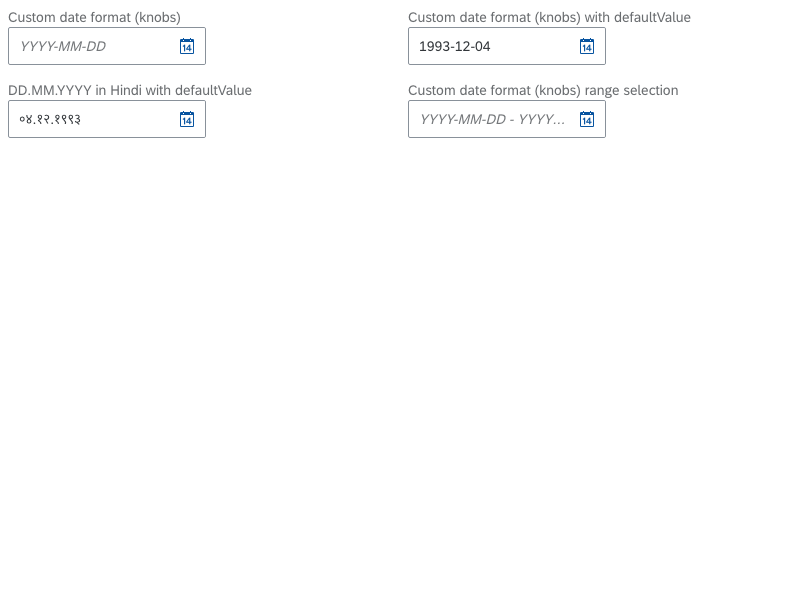 Custom date format (knobs)
YYYY-MM-DD
14
Custom date format (knobs) with defaultValue
1993-12-04
14
DD.MM.YYYY in Hindi with defaultValue
०४.१२.१९९३
14
Custom date format (knobs) range selection
YYYY-MM-DD - YYYY...
14